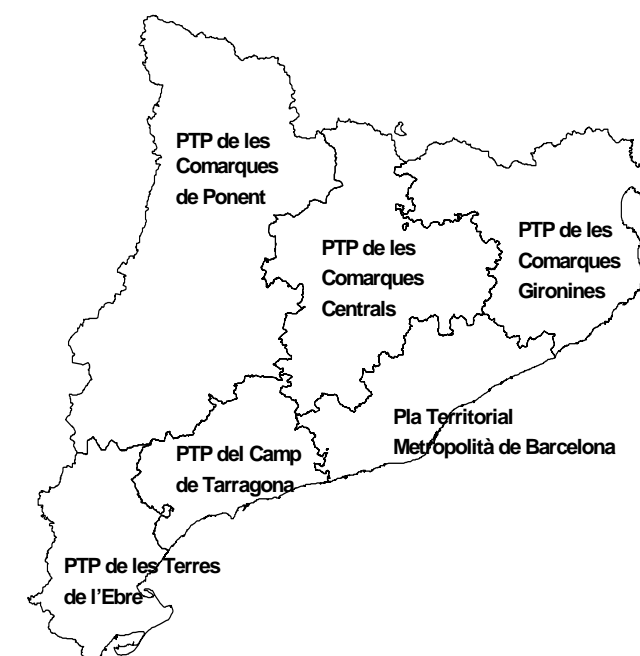 PTP de les
Comarques
de Ponent
PTP de les
Comarques
Centrals
PTP de les
Comarques
Gironines
Pla Territorial
Metropolità de Barcelona
PTP del Camp
de Tarragona
PTP de les Terres
de l'Ebre